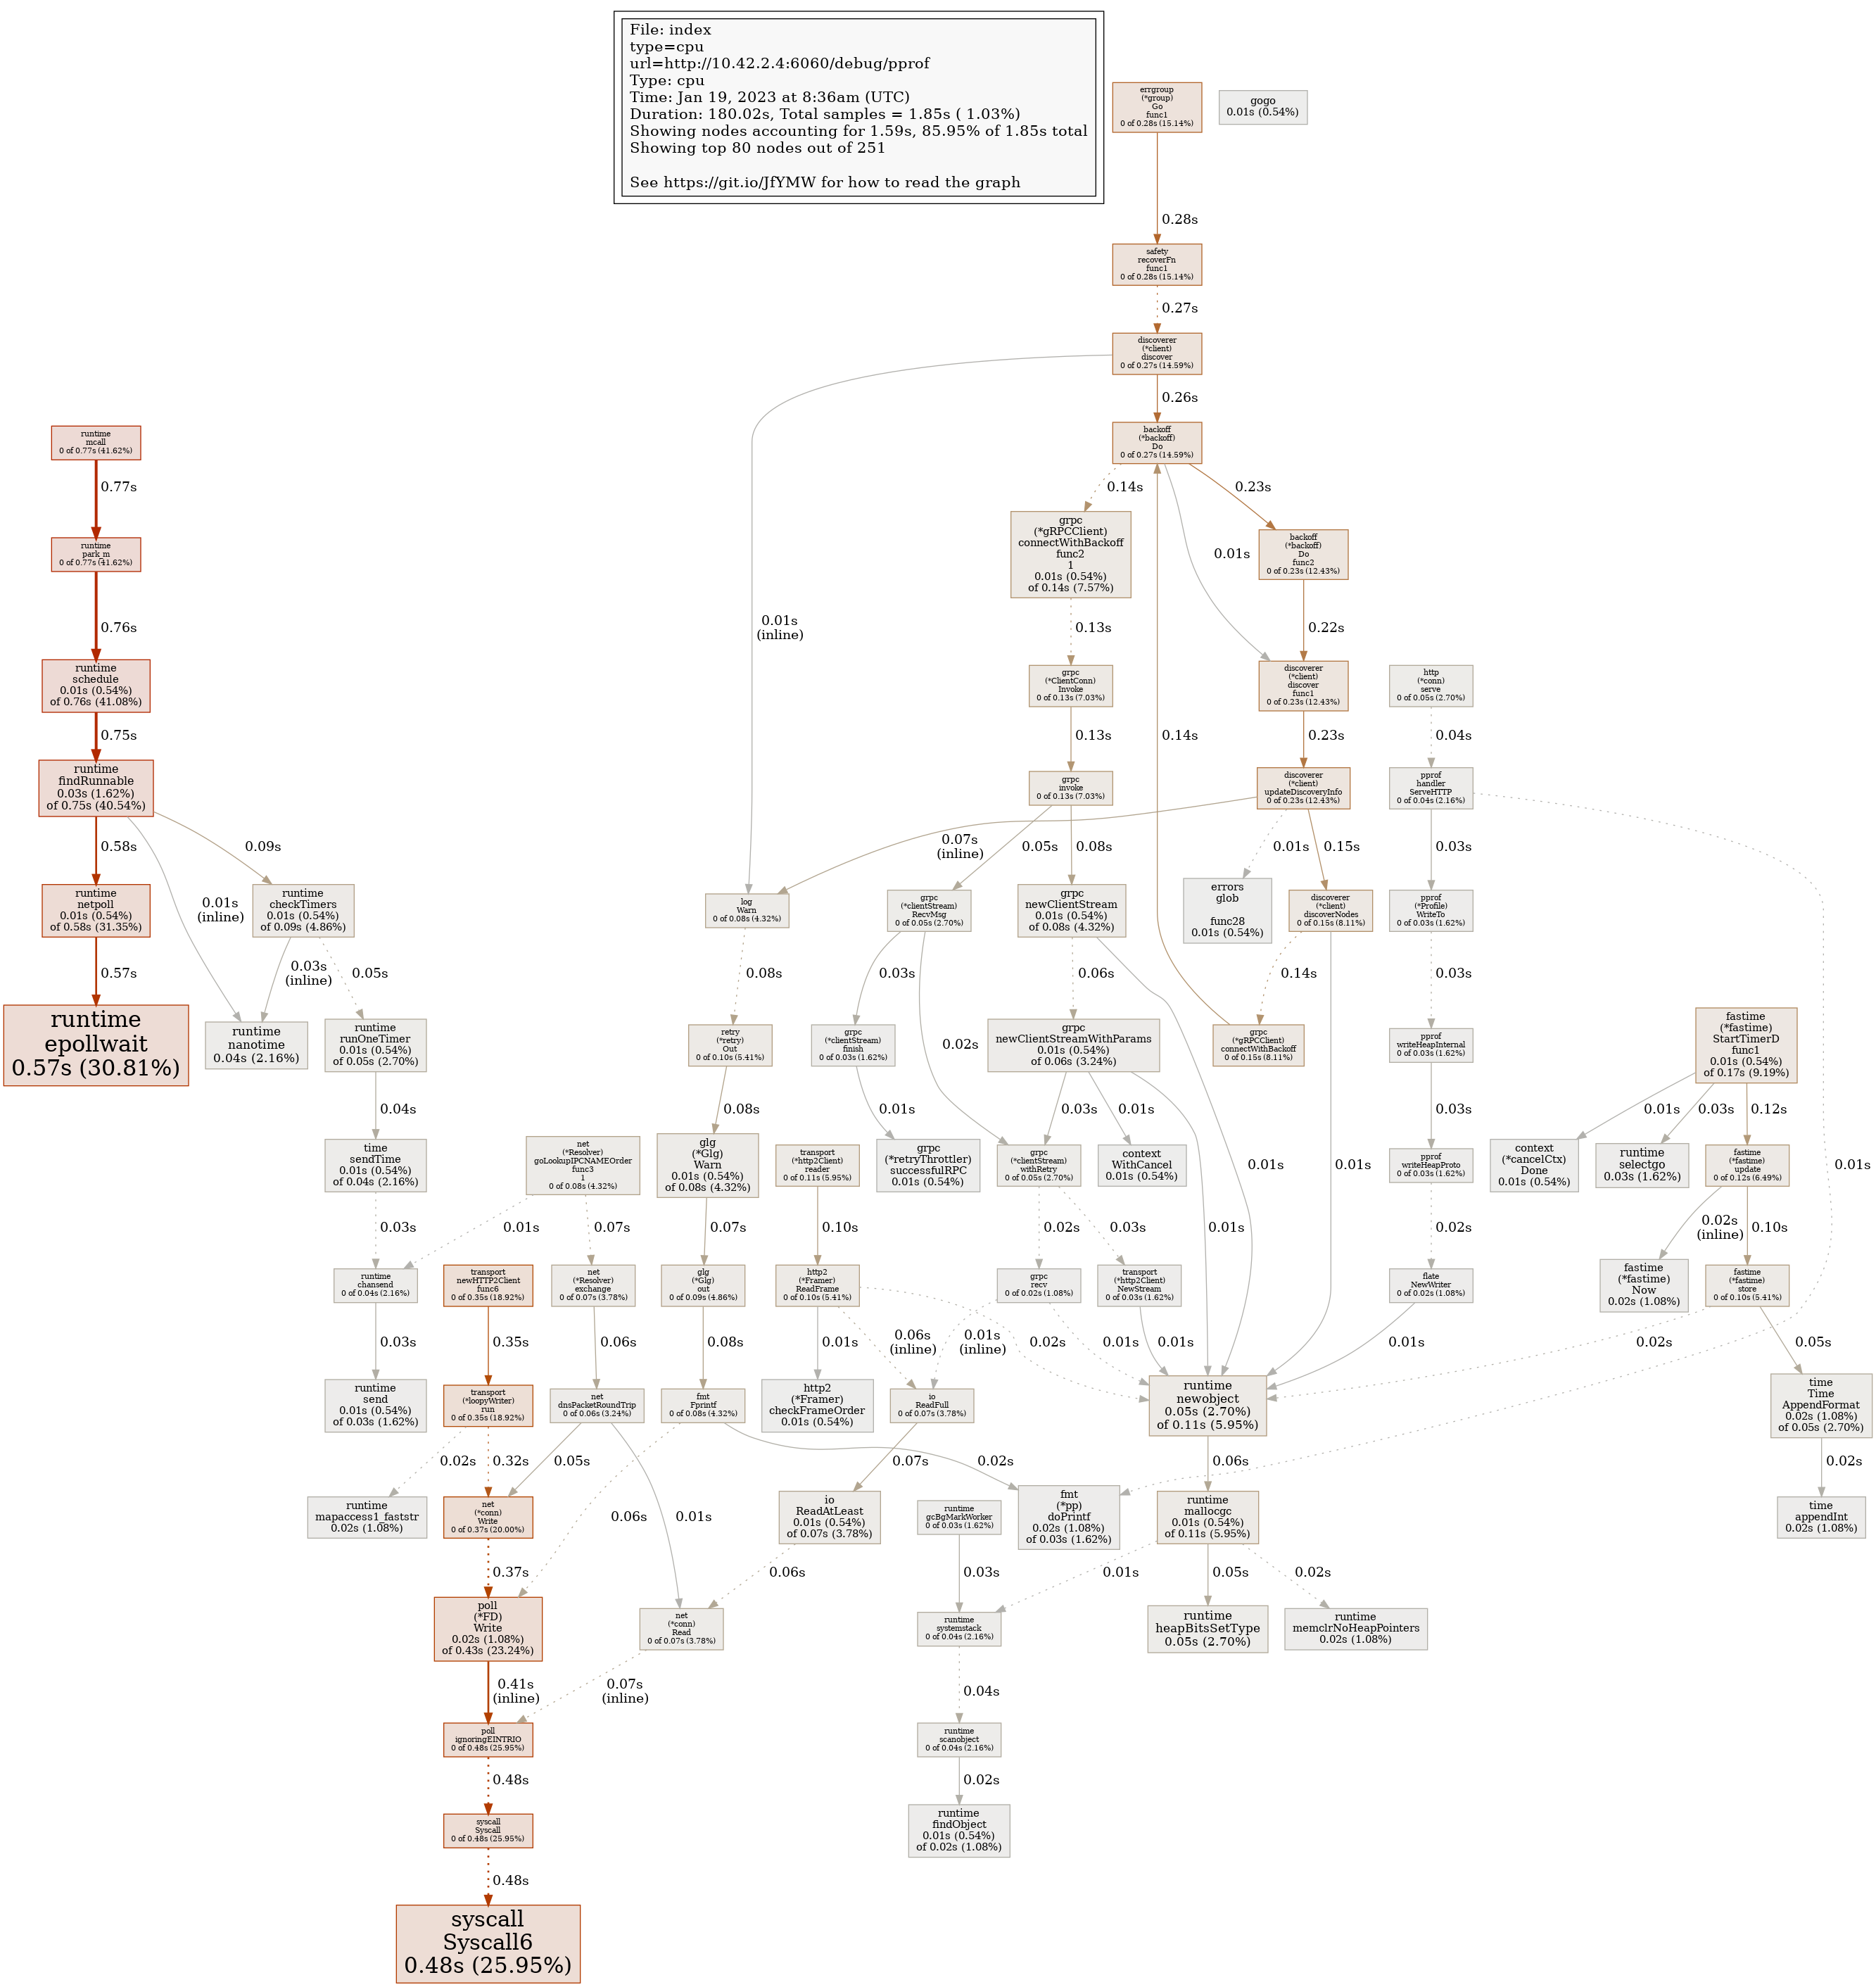 File: index
type=cpu
url=http://10.42.2.4:6060/debug/pprof
Type: cpu
Time: Jan 19, 2023 at 8:36am (UTC)
Duration: 180.02s, Total samples = 1.85s ( 1.03%)
Showing nodes accounting for 1.59s, 85.95% of 1.85s total
Showing top 80 nodes out of 251
See https://git.io/JfYMW for how to read the graph
errgroup
(*group)
Go
func1
0 of 0.28s (15.14%)
gogo
0.01s (0.54%)
0.28s
safety
recoverFn
func1
0 of 0.28s (15.14%)
0.27s
discoverer
(*client)
discover
0 of 0.27s (14.59%)
0.26s
backoff
(*backoff)
Do
0 of 0.27s (14.59%)
runtime
mcall
0 of 0.77s (41.62%)
0.77s
0.14s
0.23s
runtime
park_m
0 of 0.77s (41.62%)
grpc
(*gRPCClient)
connectWithBackoff
func2
1
0.01s (0.54%)
of 0.14s (7.57%)
0.01s
backoff
(*backoff)
Do
func2
0 of 0.23s (12.43%)
0.76s
0.01s
(inline)
0.13s
0.22s
runtime
schedule
0.01s (0.54%)
of 0.76s (41.08%)
grpc
(*ClientConn)
Invoke
0 of 0.13s (7.03%)
discoverer
(*client)
discover
func1
0 of 0.23s (12.43%)
http
(*conn)
serve
0 of 0.05s (2.70%)
0.75s
0.13s
0.14s
0.23s
0.04s
runtime
findRunnable
0.03s (1.62%)
of 0.75s (40.54%)
grpc
invoke
0 of 0.13s (7.03%)
discoverer
(*client)
updateDiscoveryInfo
0 of 0.23s (12.43%)
pprof
handler
ServeHTTP
0 of 0.04s (2.16%)
0.58s
0.09s
0.07s
(inline)
0.05s
0.08s
0.01s
0.15s
0.03s
runtime
netpoll
0.01s (0.54%)
of 0.58s (31.35%)
0.01s
(inline)
runtime
checkTimers
0.01s (0.54%)
of 0.09s (4.86%)
log
Warn
0 of 0.08s (4.32%)
grpc
(*clientStream)
RecvMsg
0 of 0.05s (2.70%)
grpc
newClientStream
0.01s (0.54%)
of 0.08s (4.32%)
errors
glob
func28
0.01s (0.54%)
discoverer
(*client)
discoverNodes
0 of 0.15s (8.11%)
pprof
(*Profile)
WriteTo
0 of 0.03s (1.62%)
0.57s
0.03s
(inline)
0.05s
0.08s
0.03s
0.06s
0.14s
0.03s
runtime
epollwait
0.57s (30.81%)
runtime
nanotime
0.04s (2.16%)
runtime
runOneTimer
0.01s (0.54%)
of 0.05s (2.70%)
retry
(*retry)
Out
0 of 0.10s (5.41%)
grpc
(*clientStream)
finish
0 of 0.03s (1.62%)
0.02s
grpc
newClientStreamWithParams
0.01s (0.54%)
of 0.06s (3.24%)
grpc
(*gRPCClient)
connectWithBackoff
0 of 0.15s (8.11%)
pprof
writeHeapInternal
0 of 0.03s (1.62%)
fastime
(*fastime)
StartTimerD
func1
0.01s (0.54%)
of 0.17s (9.19%)
0.04s
0.08s
0.01s
0.03s
0.01s
0.03s
0.01s
0.03s
0.12s
time
sendTime
0.01s (0.54%)
of 0.04s (2.16%)
net
(*Resolver)
goLookupIPCNAMEOrder
func3
1
0 of 0.08s (4.32%)
glg
(*Glg)
Warn
0.01s (0.54%)
of 0.08s (4.32%)
transport
(*http2Client)
reader
0 of 0.11s (5.95%)
grpc
(*retryThrottler)
successfulRPC
0.01s (0.54%)
grpc
(*clientStream)
withRetry
0 of 0.05s (2.70%)
context
WithCancel
0.01s (0.54%)
0.01s
0.01s
pprof
writeHeapProto
0 of 0.03s (1.62%)
context
(*cancelCtx)
Done
0.01s (0.54%)
runtime
selectgo
0.03s (1.62%)
fastime
(*fastime)
update
0 of 0.12s (6.49%)
0.01s
0.03s
0.01s
0.07s
0.07s
0.10s
0.02s
0.03s
0.01s
0.02s
0.02s
(inline)
0.10s
runtime
chansend
0 of 0.04s (2.16%)
transport
newHTTP2Client
func6
0 of 0.35s (18.92%)
net
(*Resolver)
exchange
0 of 0.07s (3.78%)
glg
(*Glg)
out
0 of 0.09s (4.86%)
http2
(*Framer)
ReadFrame
0 of 0.10s (5.41%)
grpc
recv
0 of 0.02s (1.08%)
transport
(*http2Client)
NewStream
0 of 0.03s (1.62%)
flate
NewWriter
0 of 0.02s (1.08%)
fastime
(*fastime)
Now
0.02s (1.08%)
fastime
(*fastime)
store
0 of 0.10s (5.41%)
0.03s
0.35s
0.06s
0.08s
0.01s
0.06s
(inline)
0.01s
(inline)
0.02s
0.01s
0.01s
0.01s
0.02s
0.05s
runtime
send
0.01s (0.54%)
of 0.03s (1.62%)
transport
(*loopyWriter)
run
0 of 0.35s (18.92%)
net
dnsPacketRoundTrip
0 of 0.06s (3.24%)
fmt
Fprintf
0 of 0.08s (4.32%)
http2
(*Framer)
checkFrameOrder
0.01s (0.54%)
io
ReadFull
0 of 0.07s (3.78%)
runtime
newobject
0.05s (2.70%)
of 0.11s (5.95%)
time
Time
AppendFormat
0.02s (1.08%)
of 0.05s (2.70%)
0.02s
0.32s
0.05s
0.07s
0.02s
0.06s
0.02s
runtime
mapaccess1_faststr
0.02s (1.08%)
net
(*conn)
Write
0 of 0.37s (20.00%)
0.06s
0.01s
io
ReadAtLeast
0.01s (0.54%)
of 0.07s (3.78%)
runtime
gcBgMarkWorker
0 of 0.03s (1.62%)
fmt
(*pp)
doPrintf
0.02s (1.08%)
of 0.03s (1.62%)
runtime
mallocgc
0.01s (0.54%)
of 0.11s (5.95%)
time
appendInt
0.02s (1.08%)
0.37s
0.06s
0.03s
0.01s
0.05s
0.02s
poll
(*FD)
Write
0.02s (1.08%)
of 0.43s (23.24%)
net
(*conn)
Read
0 of 0.07s (3.78%)
runtime
systemstack
0 of 0.04s (2.16%)
runtime
heapBitsSetType
0.05s (2.70%)
runtime
memclrNoHeapPointers
0.02s (1.08%)
0.41s
(inline)
0.07s
(inline)
0.04s
poll
ignoringEINTRIO
0 of 0.48s (25.95%)
runtime
scanobject
0 of 0.04s (2.16%)
0.48s
0.02s
syscall
Syscall
0 of 0.48s (25.95%)
runtime
findObject
0.01s (0.54%)
of 0.02s (1.08%)
0.48s
syscall
Syscall6
0.48s (25.95%)